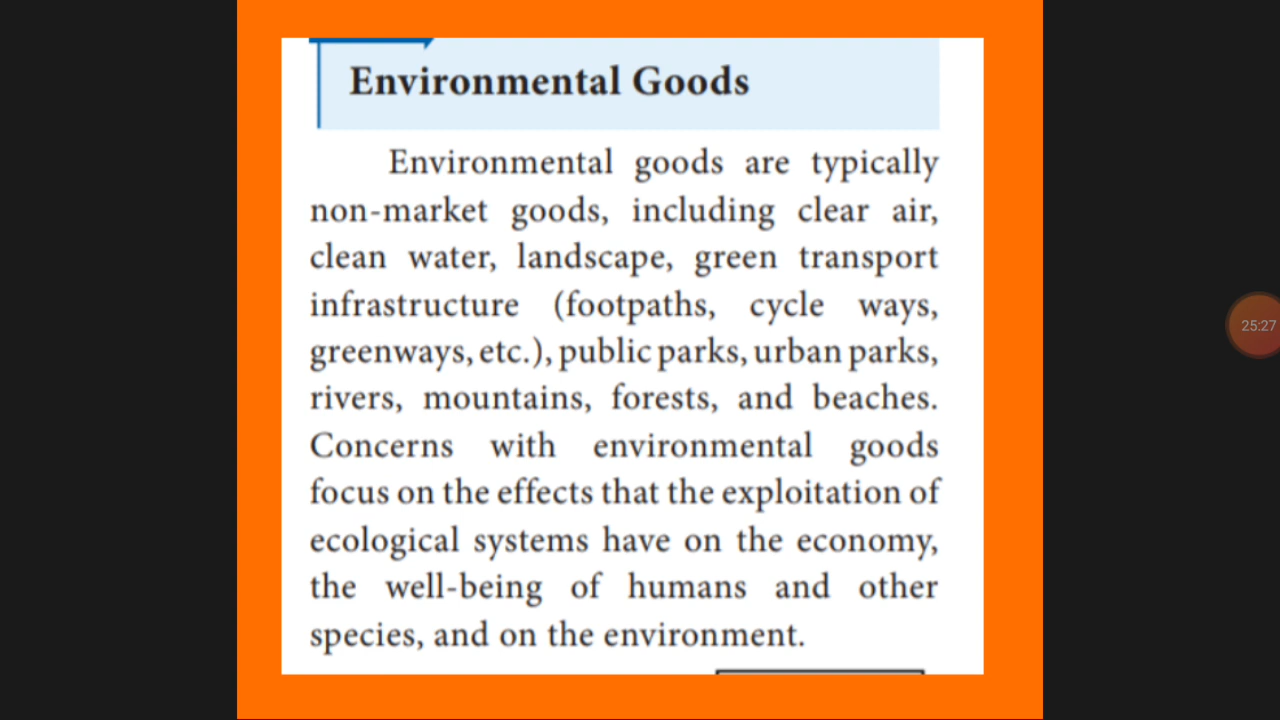 Environmental Goods
Environmental goods are typically
non-market goods, including clear air,
clean water, landscape, green transport
infrastructure (footpaths, cycle ways,
greenways, etc.), public parks, urban parks,
rivers, mountains, forests, and beaches.
Concerns with environmental goods
focus on the effects that the exploitation of
ecological systems have on the economy,
the well-being of humans and other
species, and on the environment.
25:27